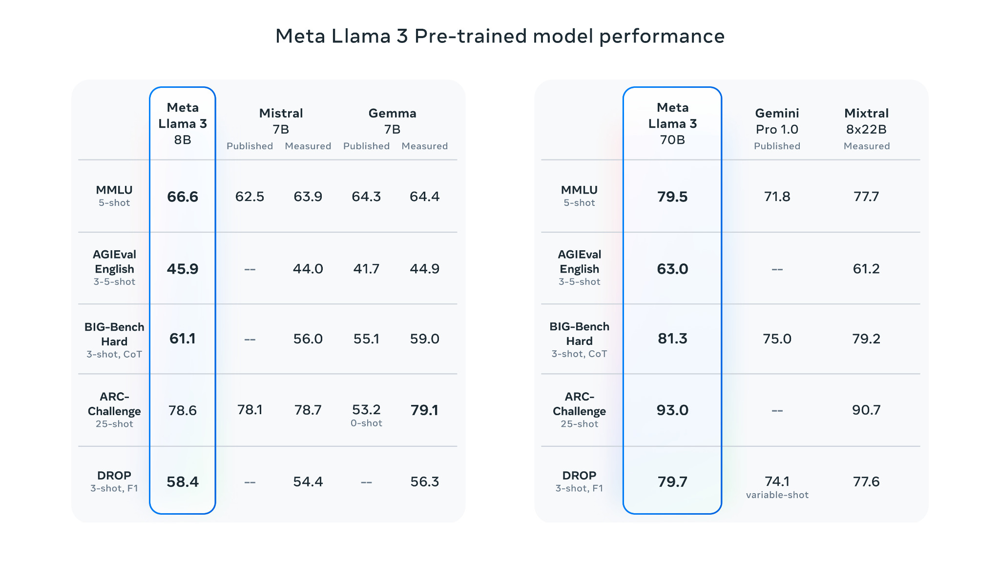 Meta Llama 3 Pre-trained model performance
Meta
Llama 3
8B
Mistral
7B
Gemma
7B
Published Measured Published Measured
MMLU
5-shot
66.6 62.5 63.9 64.3 64.4
AGIEval
English
3-5-shot
45.9 -- 44.0 41.7 44.9
BIG-Bench
Hard
3-shot, CoT
61.1 -- 56.0 55.1 59.0
ARC-
Challenge
25-shot
78.6 78.1 78.7 53.2 79.1
0-shot
DROP
3-shot, F1
58.4 -- 54.4 -- 56.3
Meta
Llama 3
70B
Gemini
Pro 1.0
Published
Mixtral
8x22B
Measured
MMLU
5-shot
79.5 71.8 77.7
AGIEval
English
3-5-shot
63.0 -- 61.2
BIG-Bench
Hard
3-shot, CoT
81.3 75.0 79.2
ARC-
Challenge
25-shot
93.0 -- 90.7
DROP
3-shot, F1
79.7 74.1 77.6
variable-shot